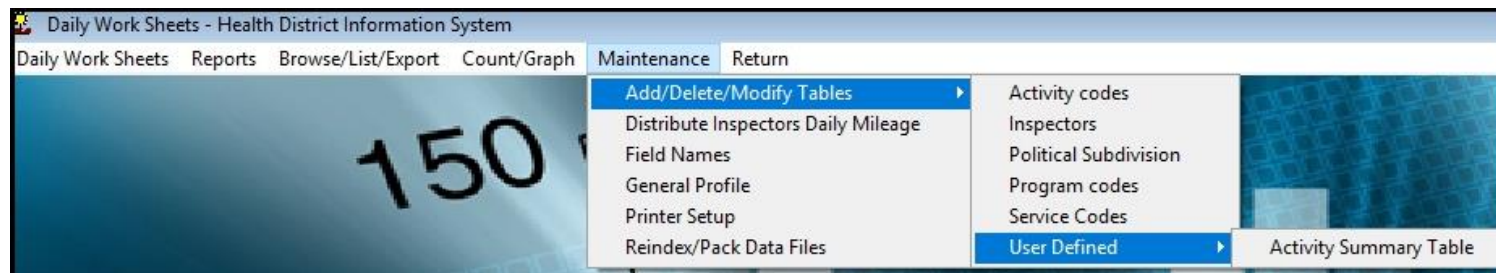 Daily Work Sheets - Health District Information System
Daily Work Sheets Reports Browse/List/Export Count/Graph Maintenance Return
150
Add/Delete/Modify Tables
Distribute Inspectors Daily Mileage
Field Names
General Profile
Printer Setup
Reindex/Pack Data Files
Activity codes
Inspectors
Political Subdivision
Program codes
Service Codes
User Defined
Activity Summary Table